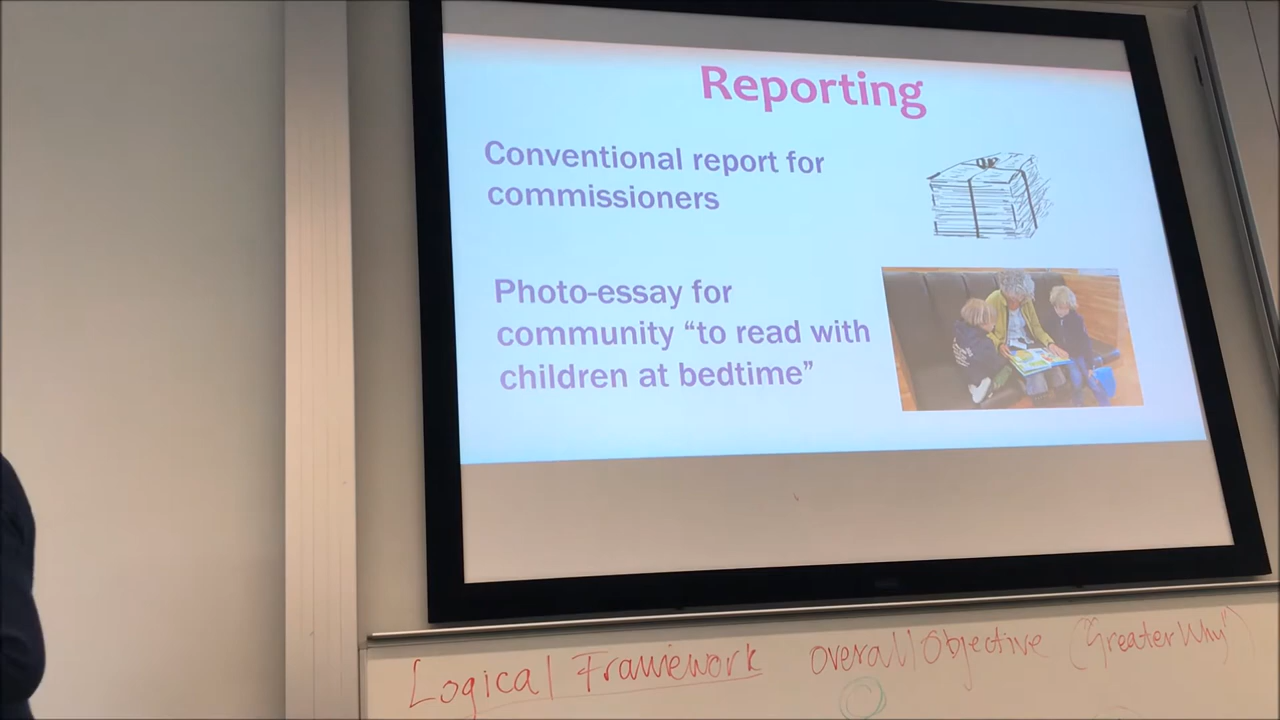 Reporting
Conventional report for
commissioners
Photo-essay for
community “to read with
children at bedtime”
Logical Framework overall Objective ("Greater Why")